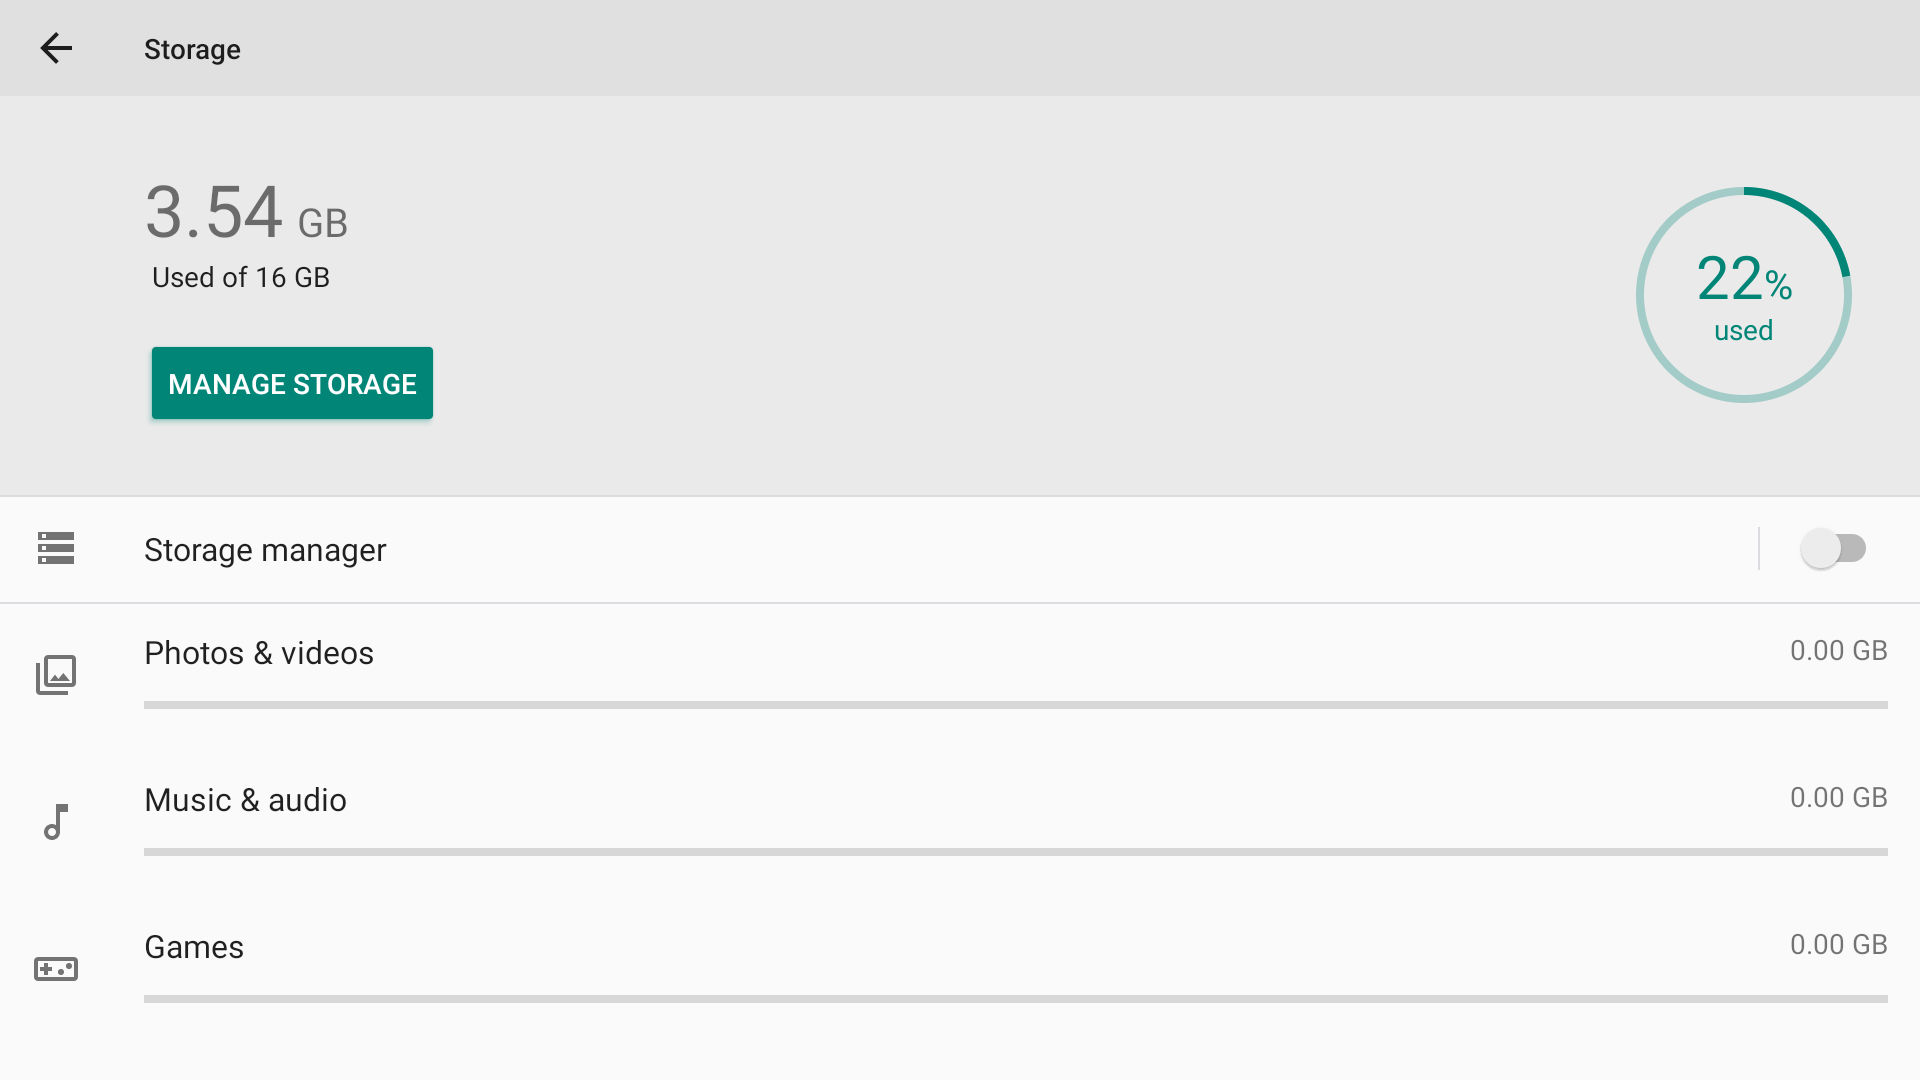 Storage
3.54 GB
Used of 16 GB
22%
used
MANAGE STORAGE
Storage manager
Photos & videos
0.00 GB
Music & audio
0.00 GB
Games
0.00 GB